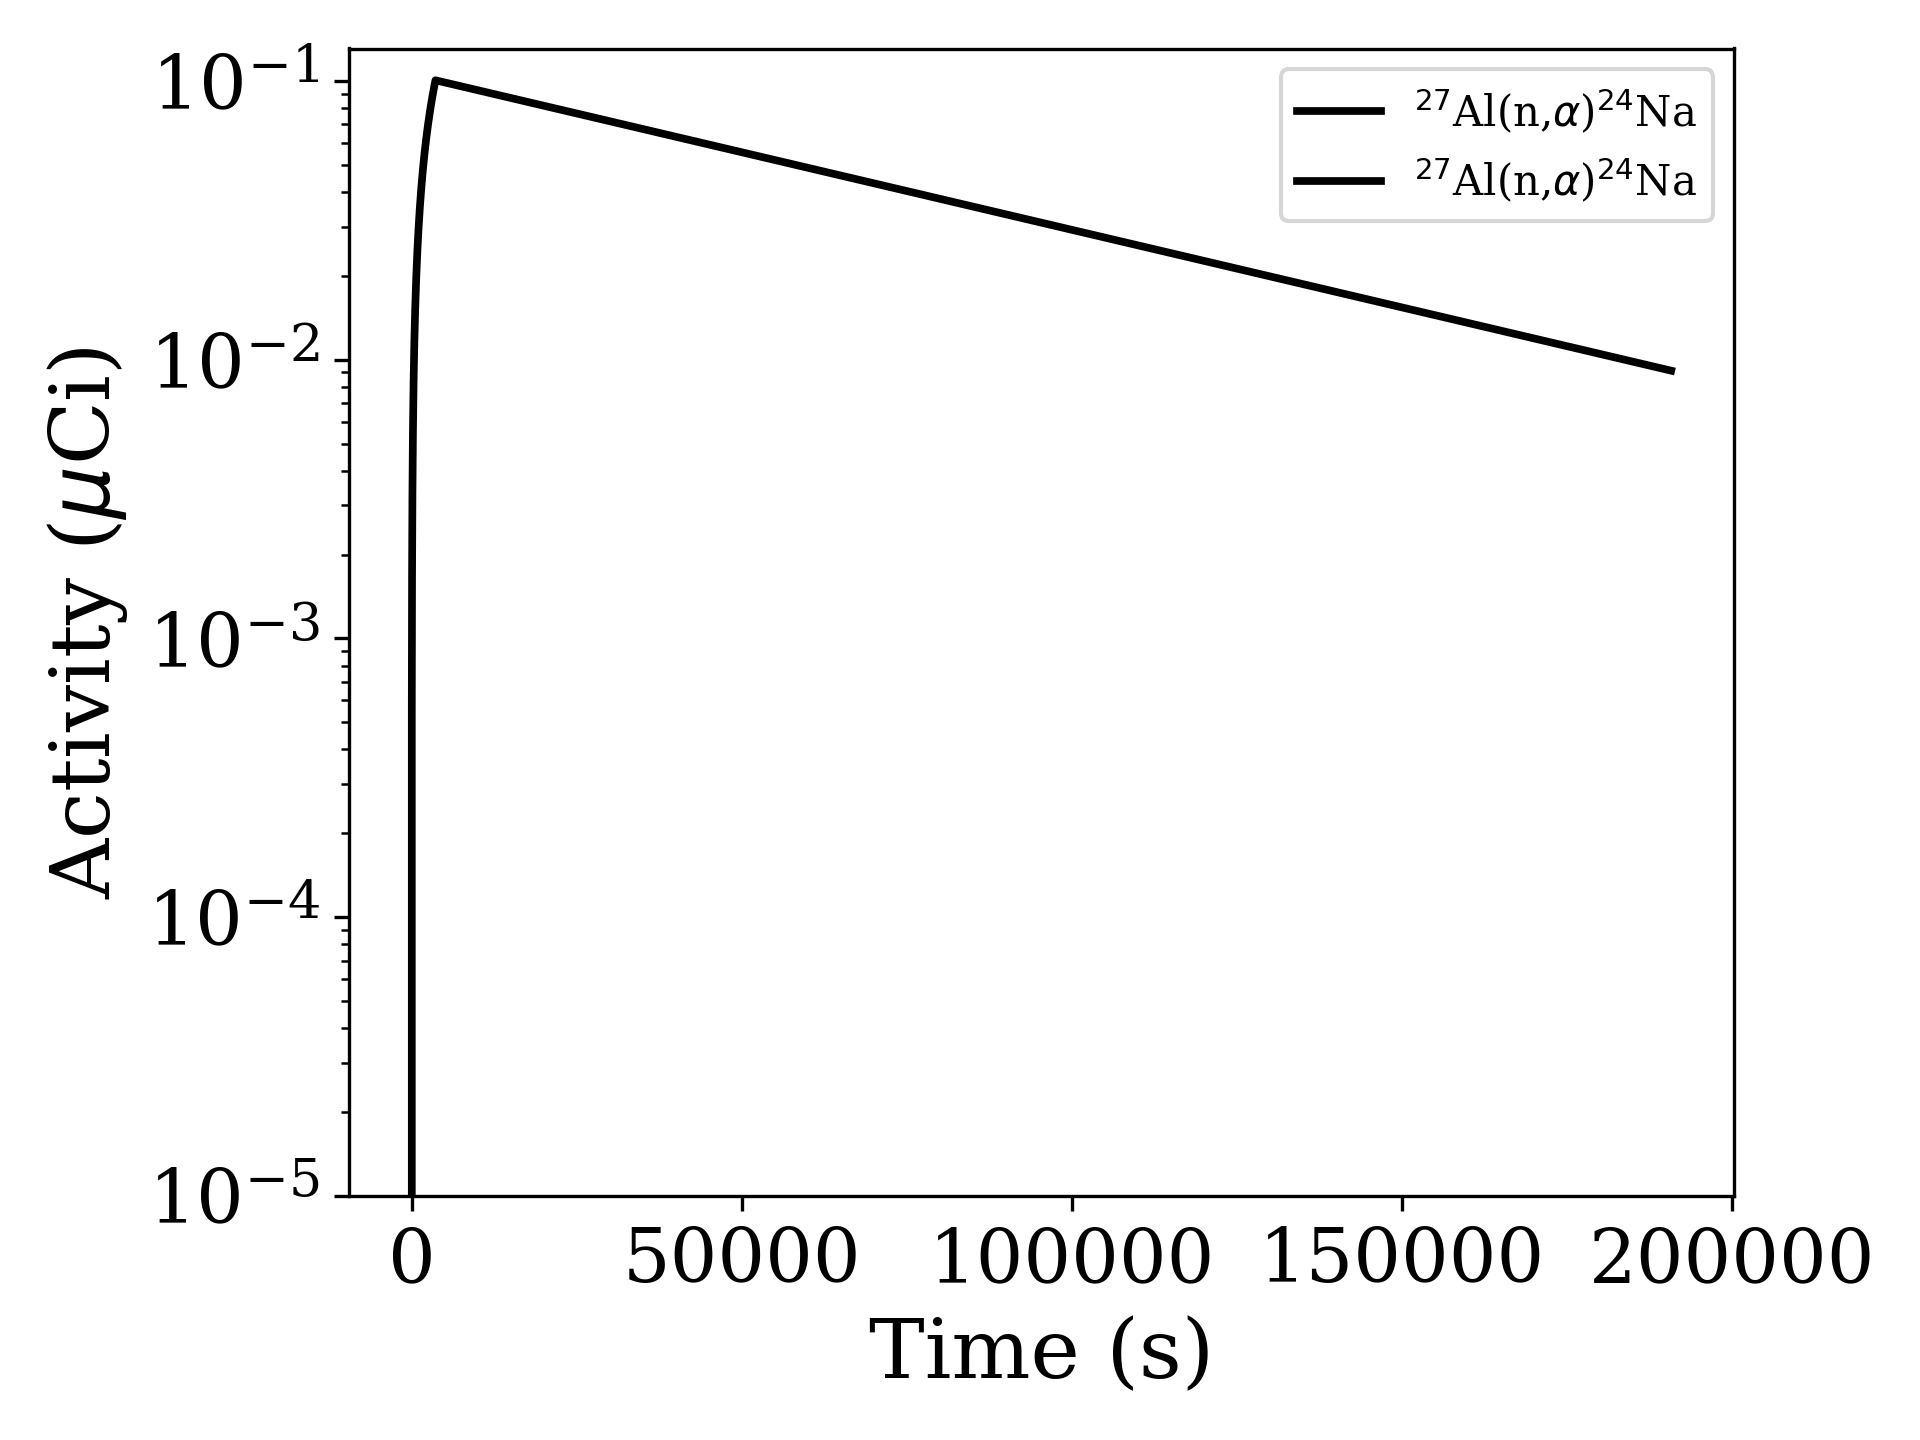 10⁻¹
10⁻²
10⁻³
10⁻⁴
10⁻⁵
Activity (μCi)
²⁷Al(n,α)²⁴Na
²⁷Al(n,α)²⁴Na
0 50000 100000 150000 200000
Time (s)